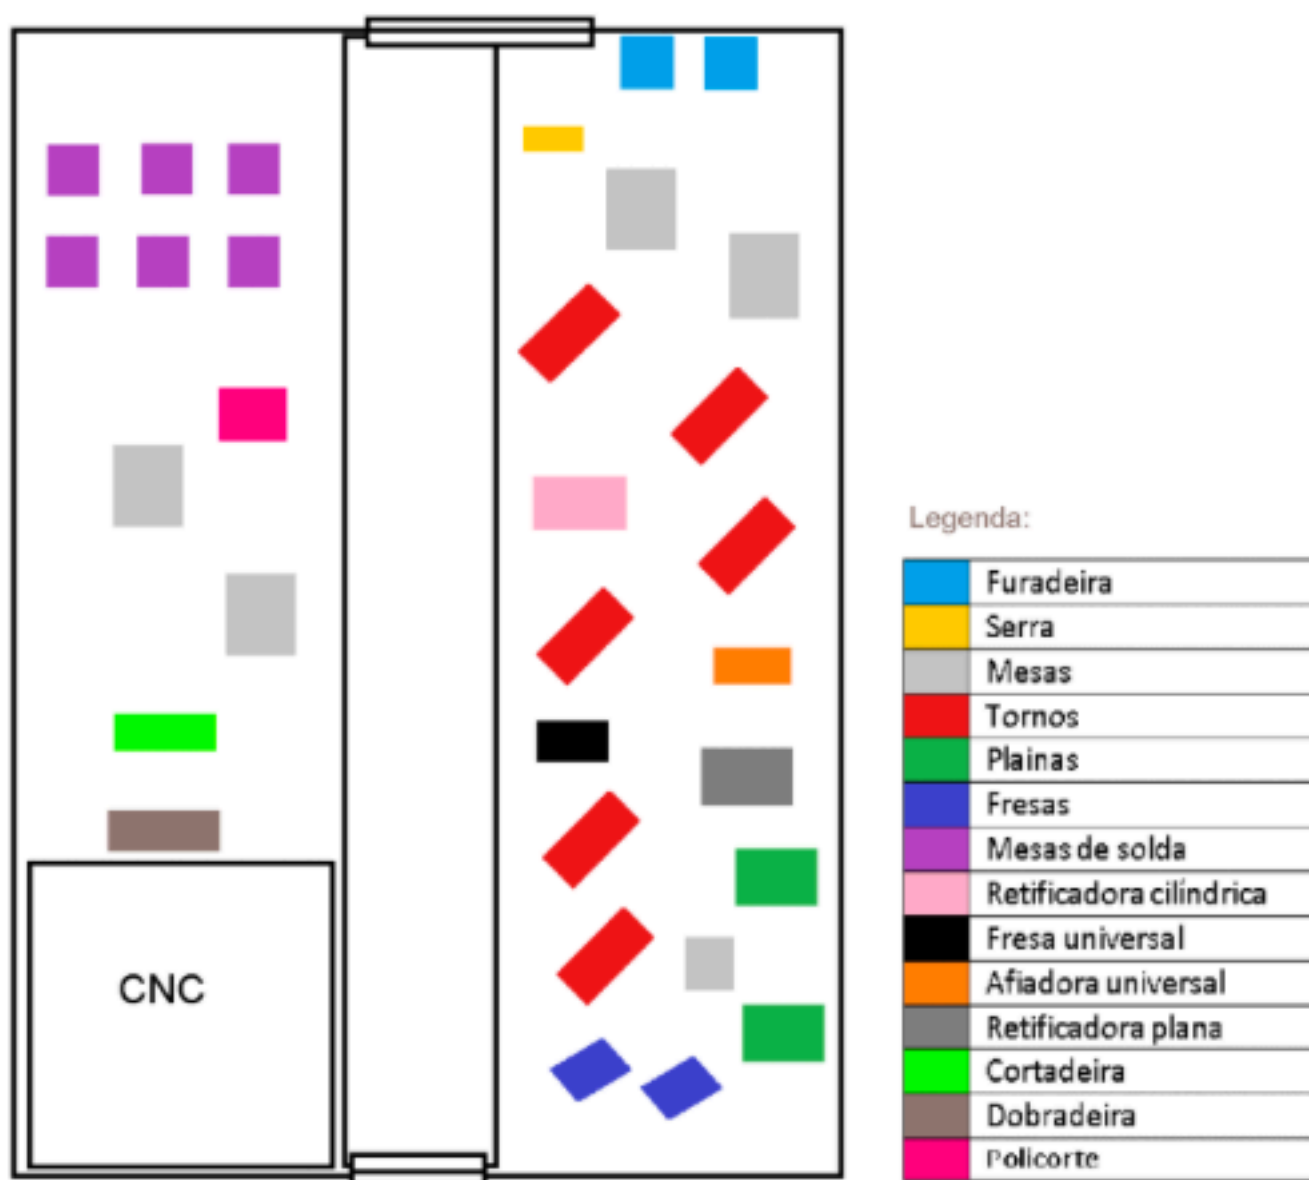 CNC
Legenda:
Furadeira
Serra
Mesas
Tornos
Plainas
Fresas
Mesas de solda
Retificadora cilíndrica
Fresa universal
Afiadora universal
Retificadora plana
Cortadeira
Dobradeira
Policorte